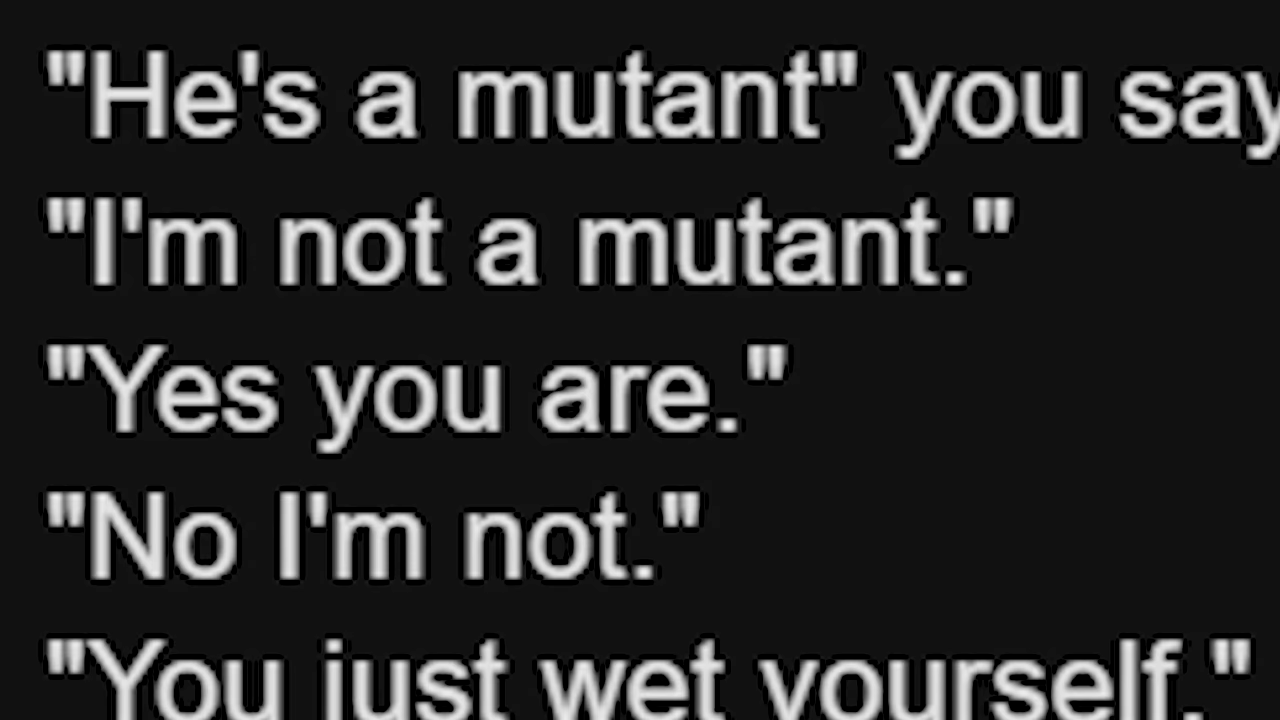 "He's a mutant" you say
"I'm not a mutant."
"Yes you are."
"No I'm not."
"You just wet yourself."